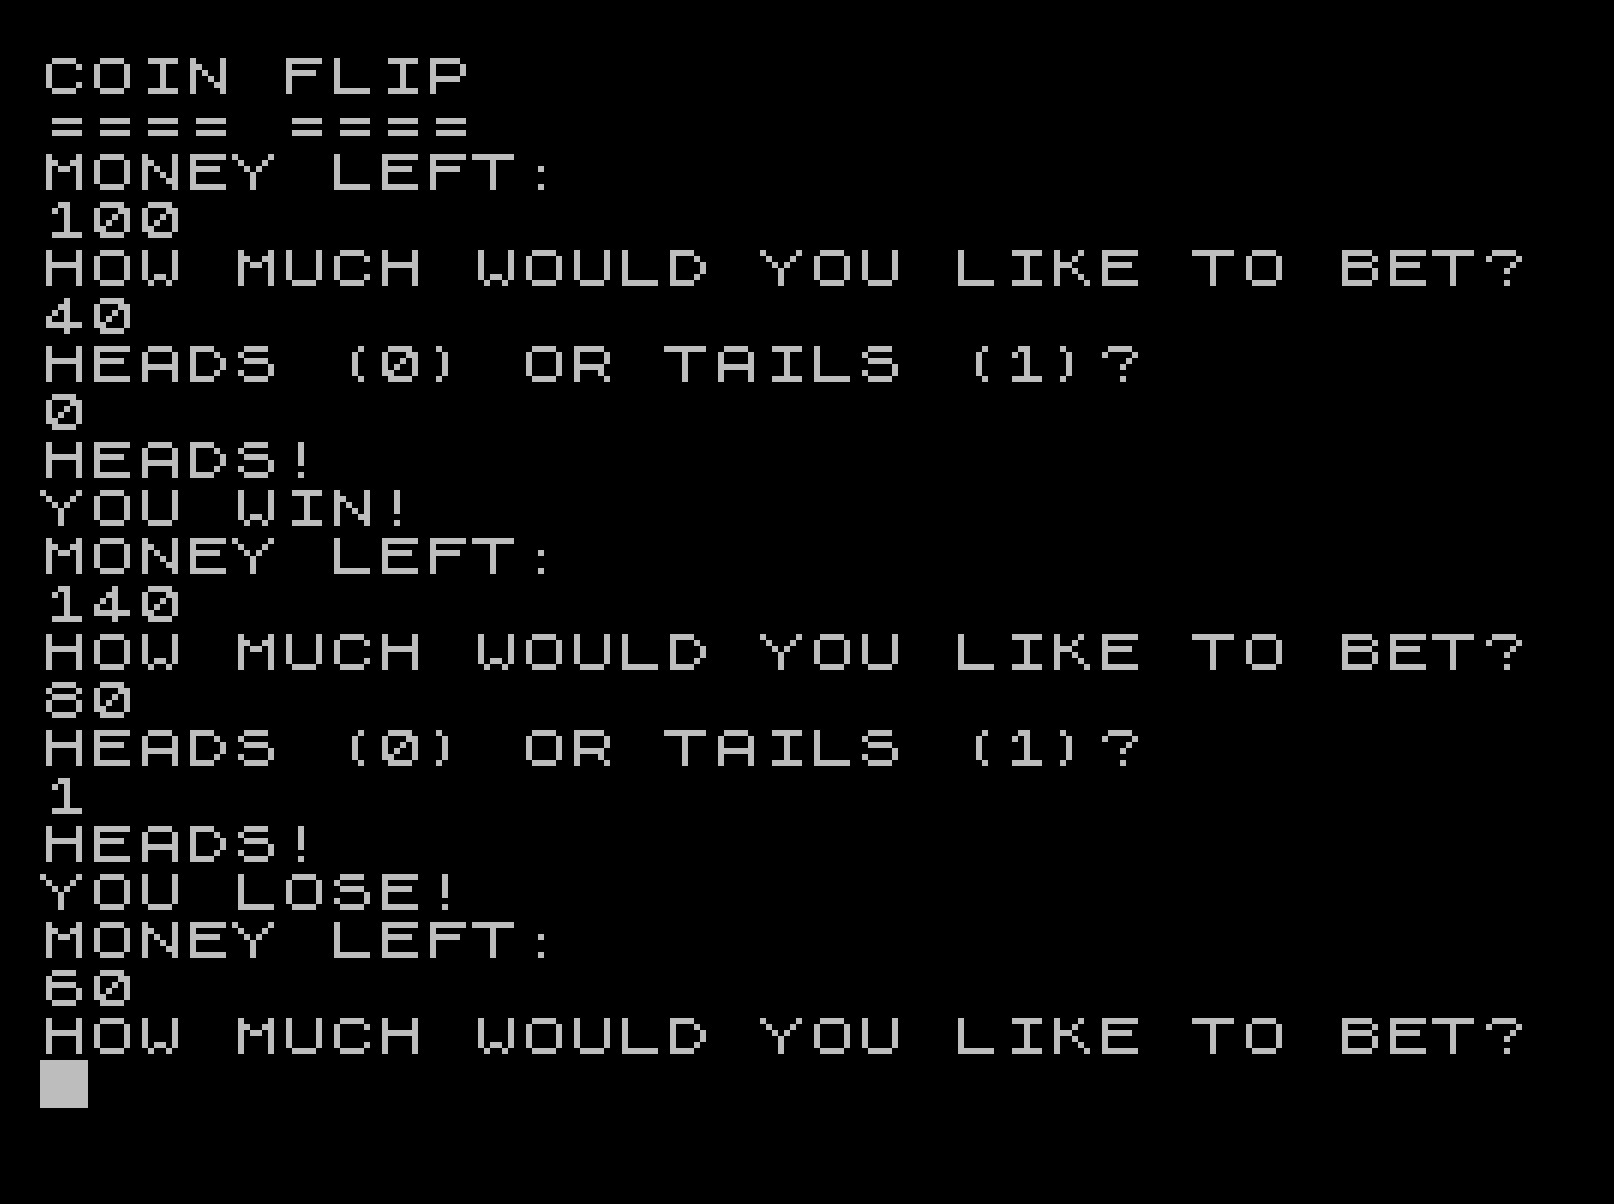 COIN FLIP
==== ====
MONEY LEFT:
100
HOW MUCH WOULD YOU LIKE TO BET?
40
HEADS (0) OR TAILS (1)?
0
HEADS!
YOU WIN!
MONEY LEFT:
140
HOW MUCH WOULD YOU LIKE TO BET?
80
HEADS (0) OR TAILS (1)?
1
HEADS!
YOU LOSE!
MONEY LEFT:
60
HOW MUCH WOULD YOU LIKE TO BET?